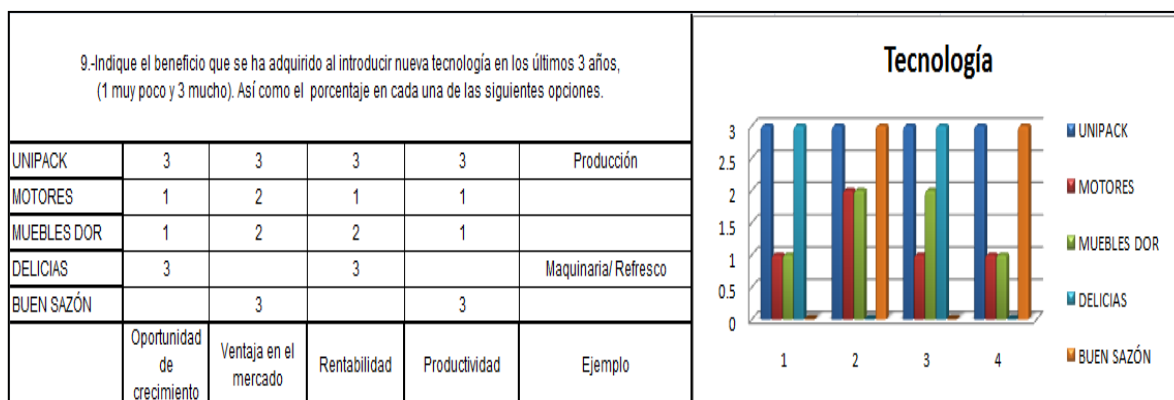 9.-Indique el beneficio que se ha adquirido al introducir nueva tecnología en los últimos 3 años,
(1 muy poco y 3 mucho). Así como el porcentaje en cada una de las siguientes opciones.
UNIPACK 3 3 3 3 Producción
MOTORES 1 2 1 1
MUEBLES DOR 1 2 2 1
DELICIAS 3 3 Maquinaria/ Refresco
BUEN SAZÓN 3 3
Oportunidad
de
crecimiento
Ventaja en el
mercado
Rentabilidad
Productividad
Ejemplo
Tecnología
3
2.5
2
1.5
1
0.5
0
1 2 3 4
UNIPACK
MOTORES
MUEBLES DOR
DELICIAS
BUEN SAZÓN